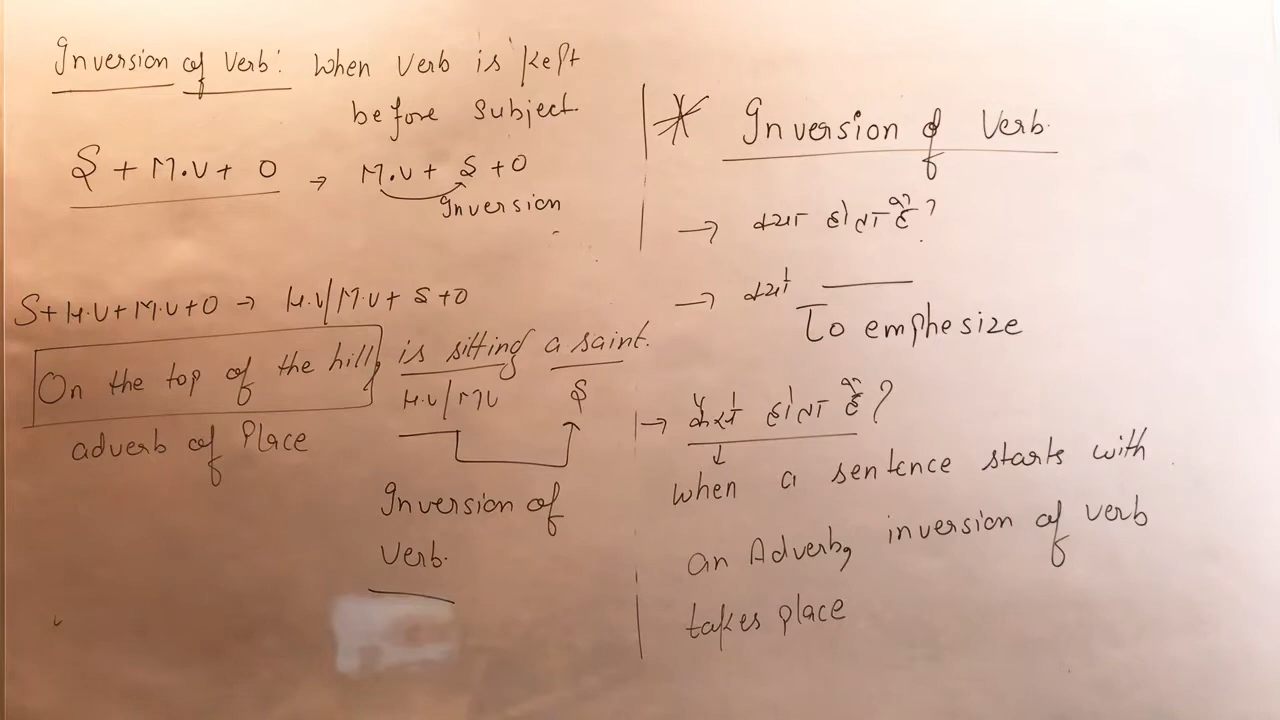 Inversion of Verb: When Verb is kept
before Subject.
S + M.V + O → M.V + S + O
Inversion
S+H.V+M.V+O → H.V/M.V + S + O
On the top of the hill, is sitting a saint.
H.V/M.V S
adverb of Place
Inversion of
Verb.
* Inversion of Verb.
→ क्या होता है?
→ क्यों
To emphesize
→ कैसे होता है?
↓
When a sentence starts with
an Adverb, inversion of verb
takes place